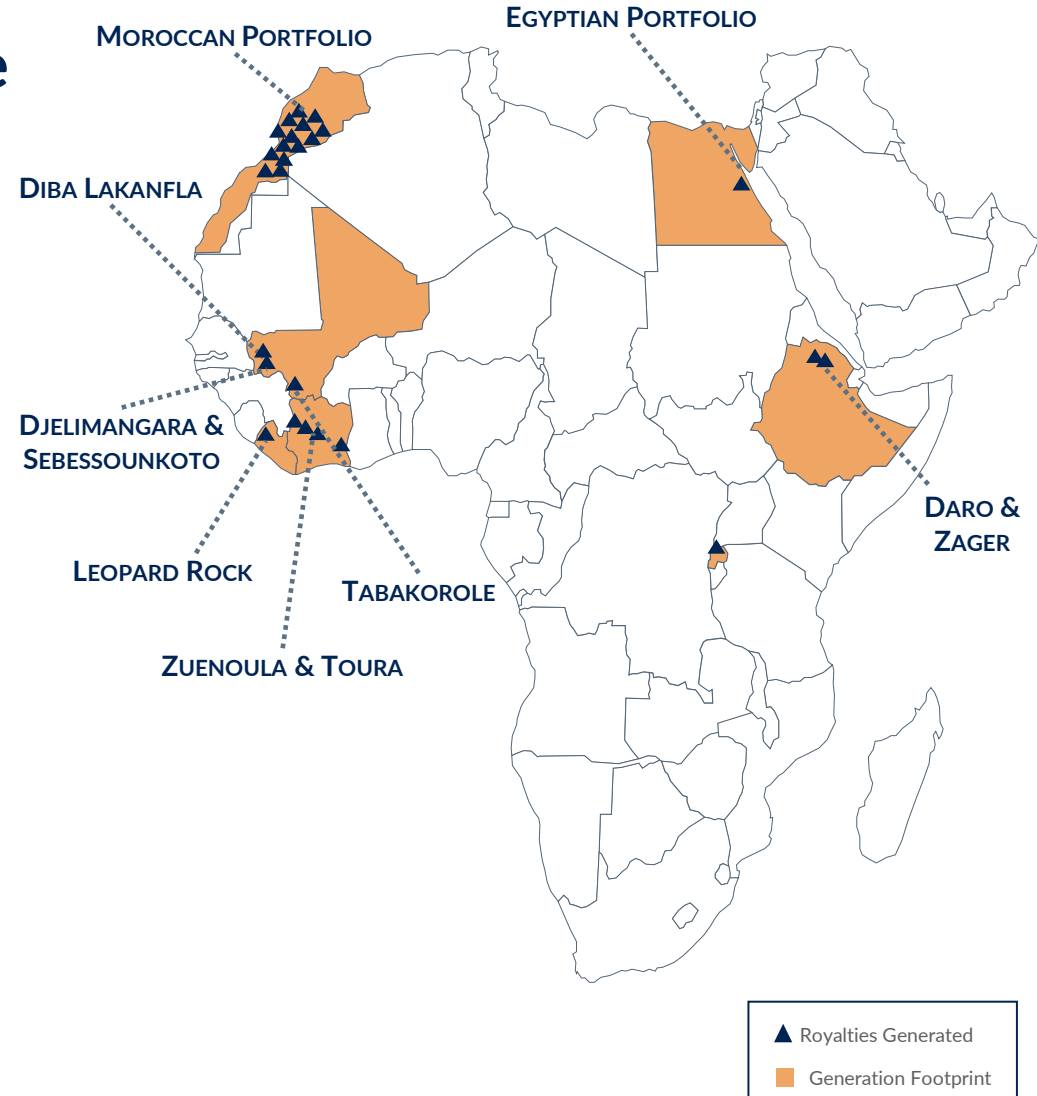 EGYPTIAN PORTFOLIO
MOROCCAN PORTFOLIO
e
DIBA LAKANFLA
DJELIMANGARA &
SEBESSOUNKOTO
DARO &
ZAGER
LEOPARD ROCK
TABAKOROLE
ZUENOULA & TOURA
Royalties Generated
Generation Footprint